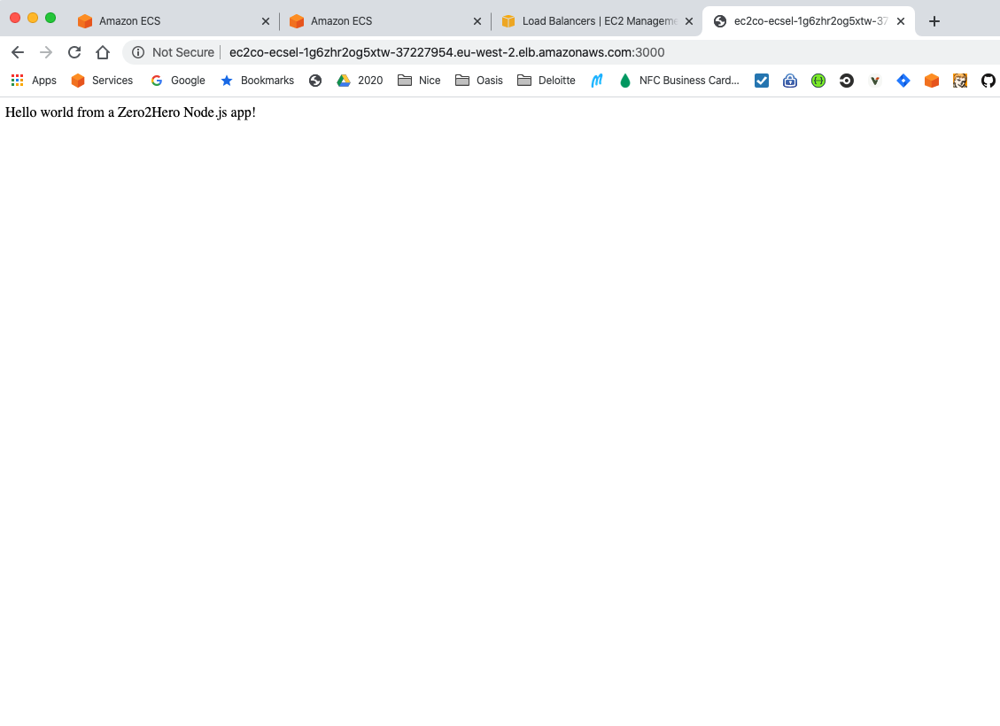 Amazon ECS
Amazon ECS
Load Balancers | EC2 Manageme
ec2co-ecsel-1g6zhr2og5xtw-37
Not Secure | ec2co-ecsel-1g6zhr2og5xtw-37227954.eu-west-2.elb.amazonaws.com:3000
Apps Services Google Bookmarks 2020 Nice Oasis Deloitte NFC Business Card...
Hello world from a Zero2Hero Node.js app!